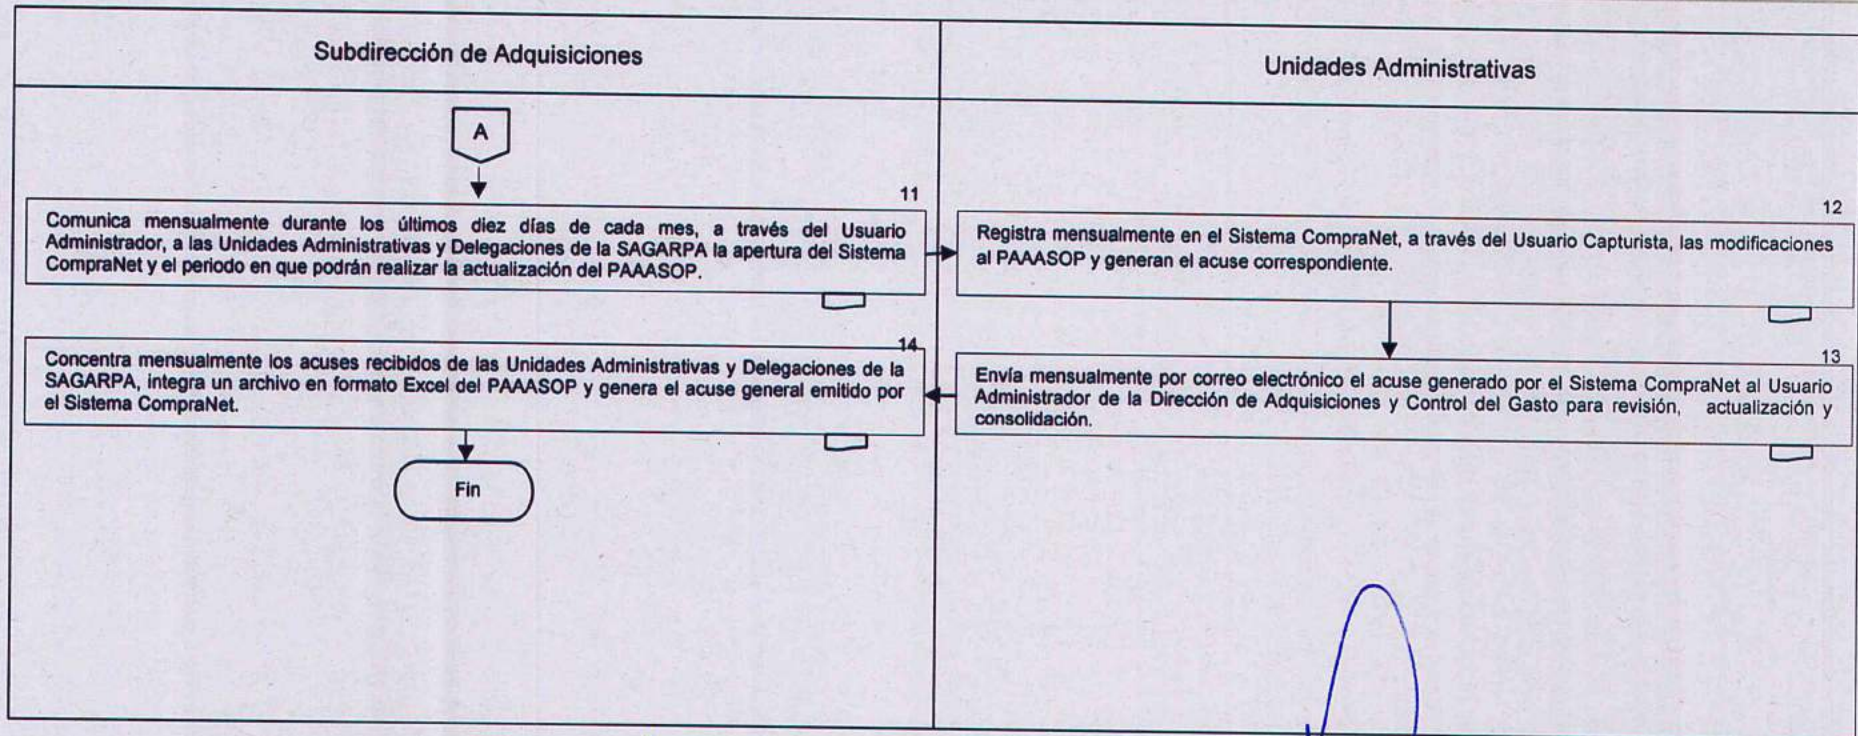 Subdirección de Adquisiciones
Unidades Administrativas
A
11
Comunica mensualmente durante los últimos diez días de cada mes, a través del Usuario
Administrador, a las Unidades Administrativas y Delegaciones de la SAGARPA la apertura del Sistema
CompraNet y el periodo en que podrán realizar la actualización del PAAASOP.
12
Registra mensualmente en el Sistema CompraNet, a través del Usuario Capturista, las modificaciones
al PAAASOP y generan el acuse correspondiente.
13
Envía mensualmente por correo electrónico el acuse generado por el Sistema CompraNet al Usuario
Administrador de la Dirección de Adquisiciones y Control del Gasto para revisión, actualización y
consolidación.
14
Concentra mensualmente los acuses recibidos de las Unidades Administrativas y Delegaciones de la
SAGARPA, integra un archivo en formato Excel del PAAASOP y genera el acuse general emitido por
el Sistema CompraNet.
Fin